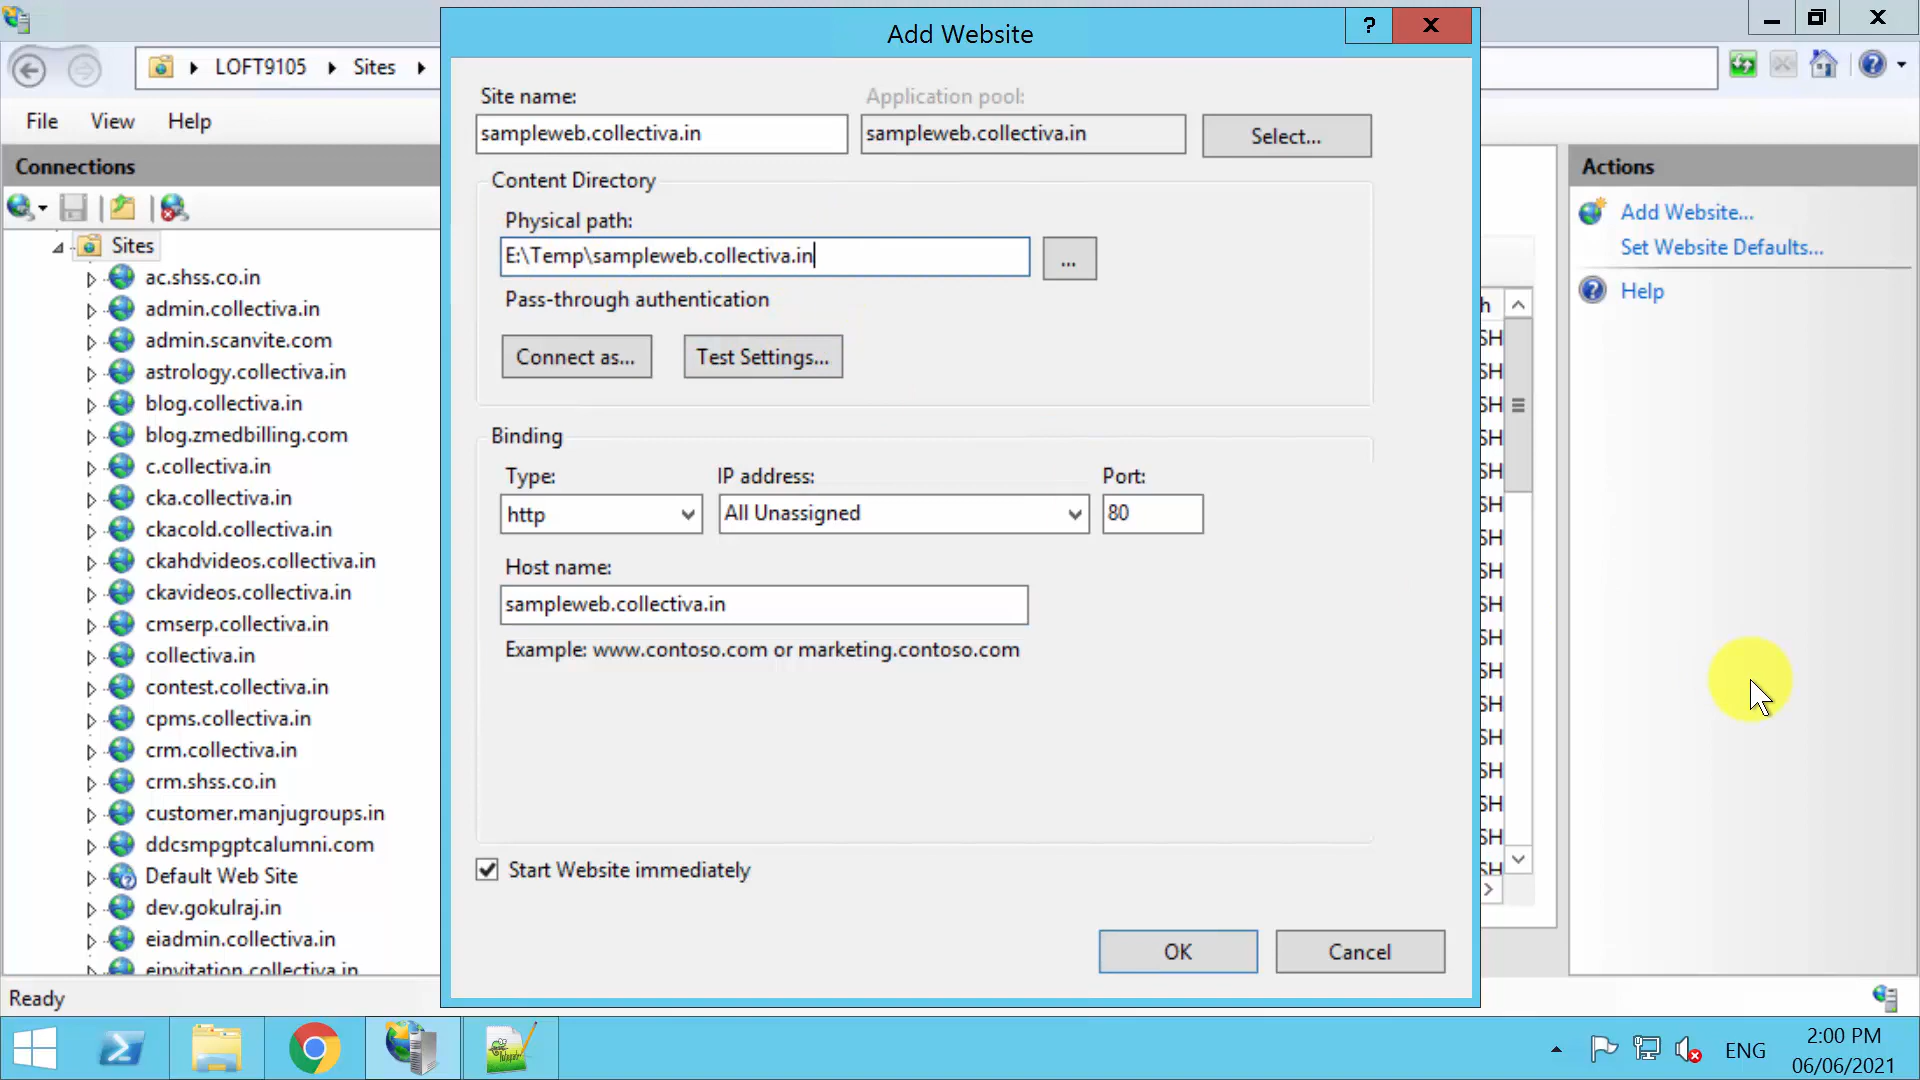 Add Website
?
X
LOFT9105
Sites
File
View
Help
Connections
Sites
ac.shss.co.in
admin.collectiva.in
admin.scanvite.com
astrology.collectiva.in
blog.collectiva.in
blog.zmedbilling.com
c.collectiva.in
cka.collectiva.in
ckacold.collectiva.in
ckahdvideos.collectiva.in
ckavideos.collectiva.in
cmserp.collectiva.in
collectiva.in
contest.collectiva.in
cpms.collectiva.in
crm.collectiva.in
crm.shss.co.in
customer.manjugroups.in
ddcsmpgptcalumni.com
Default Web Site
dev.gokulraj.in
eiadmin.collectiva.in
einvitation.collectiva.in
Ready
Site name:
Application pool:
sampleweb.collectiva.in
sampleweb.collectiva.in
Select...
Content Directory
Physical path:
E:\Temp\sampleweb.collectiva.in
...
Pass-through authentication
Connect as...
Test Settings...
Binding
Type:
IP address:
Port:
http
All Unassigned
80
Host name:
sampleweb.collectiva.in
Example: www.contoso.com or marketing.contoso.com
Start Website immediately
OK
Cancel
Actions
Add Website...
Set Website Defaults...
Help
ENG
2:00 PM
06/06/2021